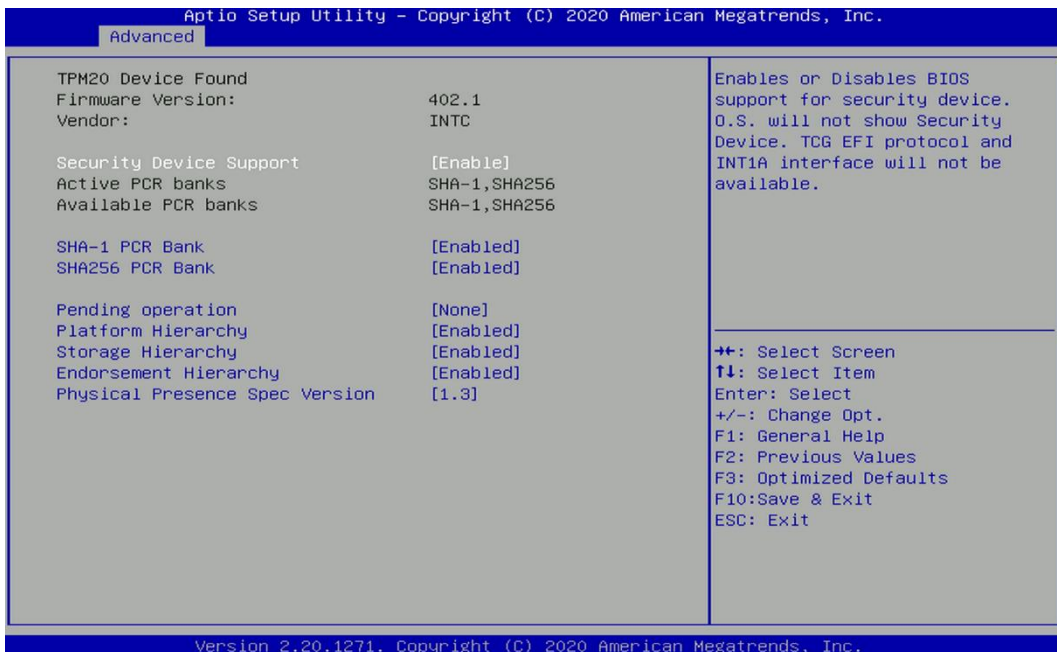 Aptio Setup Utility – Copyright (C) 2020 American Megatrends, Inc.
Advanced
TPM20 Device Found
Firmware Version: 402.1
Vendor: INTC
Security Device Support [Enable]
Active PCR banks SHA-1,SHA256
Available PCR banks SHA-1,SHA256
SHA-1 PCR Bank [Enabled]
SHA256 PCR Bank [Enabled]
Pending operation [None]
Platform Hierarchy [Enabled]
Storage Hierarchy [Enabled]
Endorsement Hierarchy [Enabled]
Physical Presence Spec Version [1.3]
Enables or Disables BIOS
support for security device.
O.S. will not show Security
Device. TCG EFI protocol and
INT1A interface will not be
available.
→←: Select Screen
↑↓: Select Item
Enter: Select
+/-: Change Opt.
F1: General Help
F2: Previous Values
F3: Optimized Defaults
F10:Save & Exit
ESC: Exit
Version 2.20.1271. Copyright (C) 2020 American Megatrends, Inc.